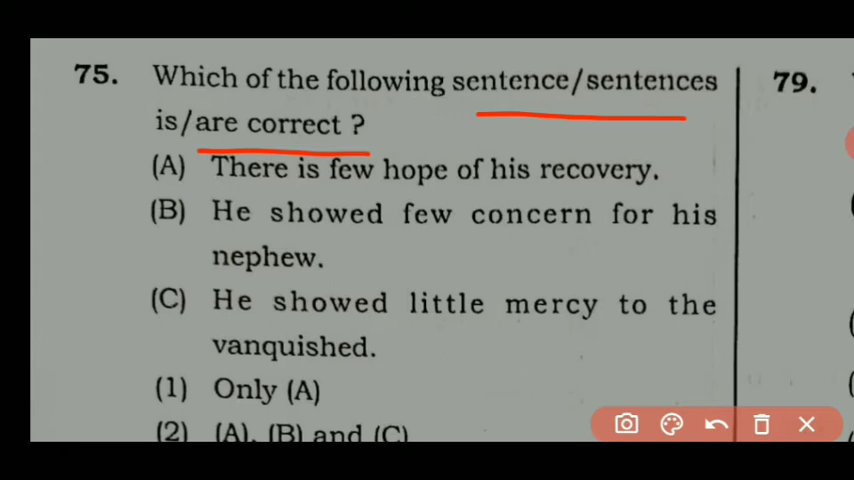 75. Which of the following sentence/sentences
is/are correct ?
(A) There is few hope of his recovery.
(B) He showed few concern for his
nephew.
(C) He showed little mercy to the
vanquished.
(1) Only (A)
(2) (A), (B) and (C)
79.